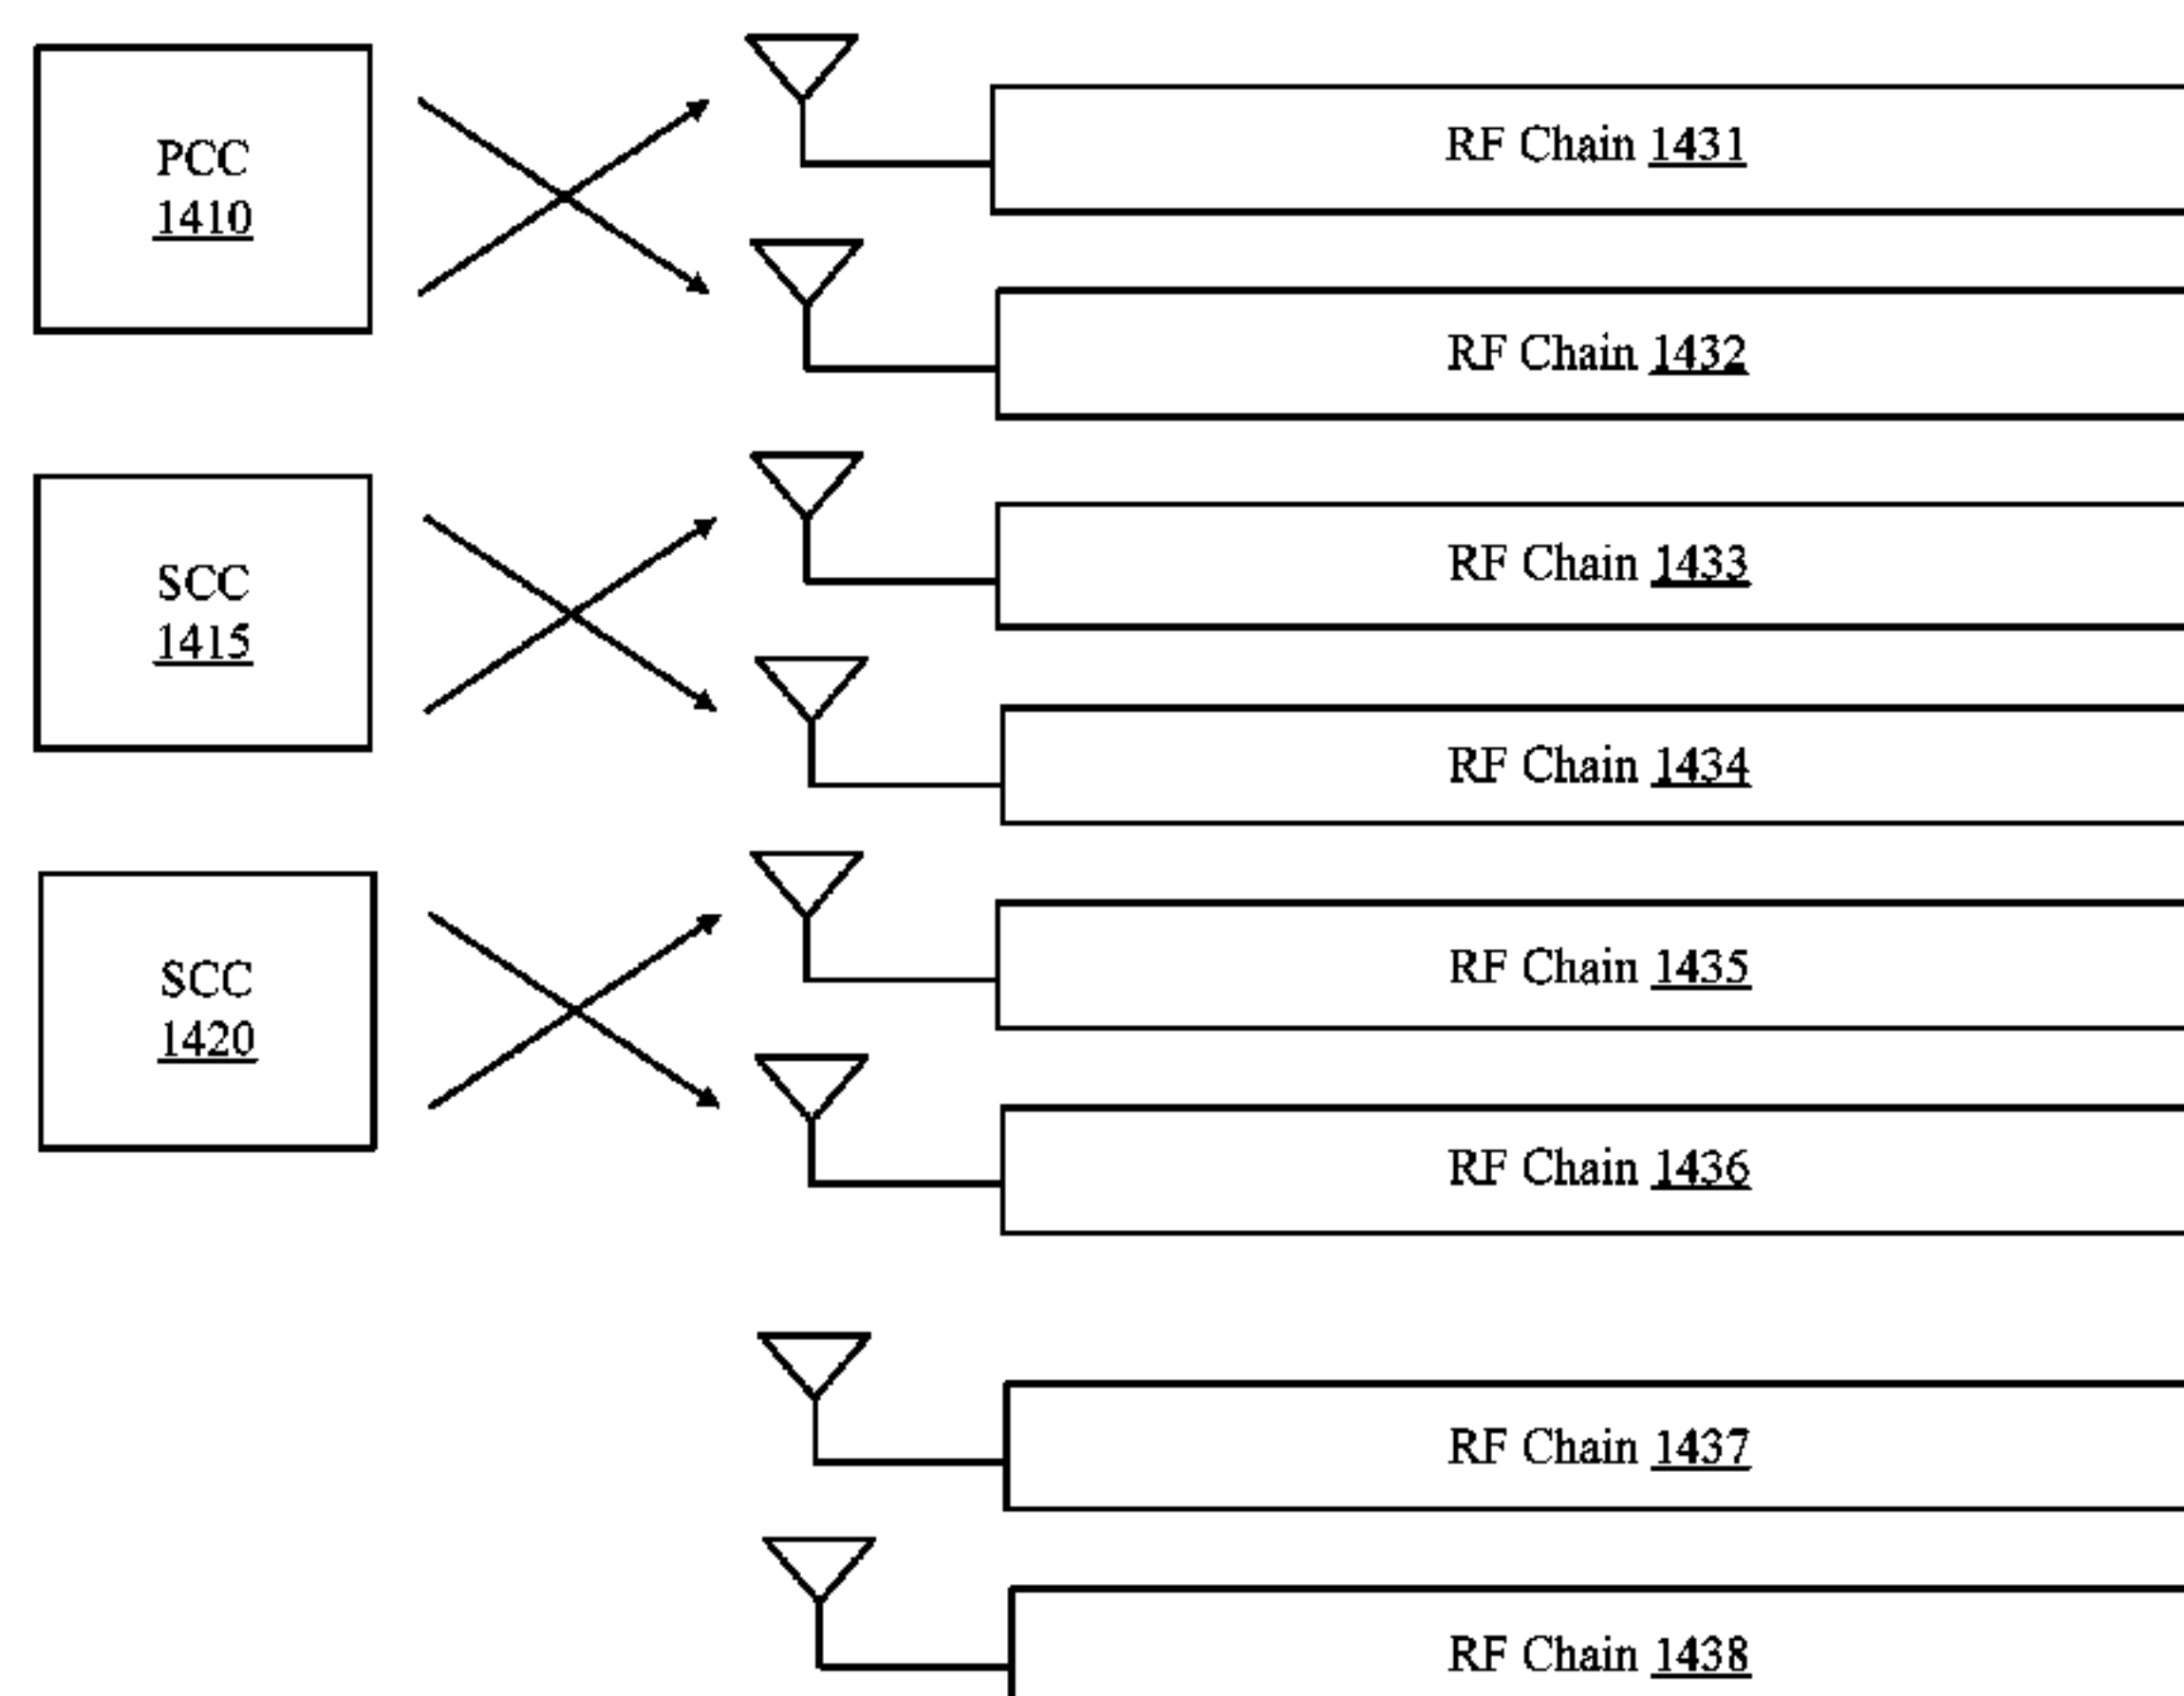 PCC
1410
RF Chain 1431
RF Chain 1432
SCC
1415
RF Chain 1433
RF Chain 1434
SCC
1420
RF Chain 1435
RF Chain 1436
RF Chain 1437
RF Chain 1438